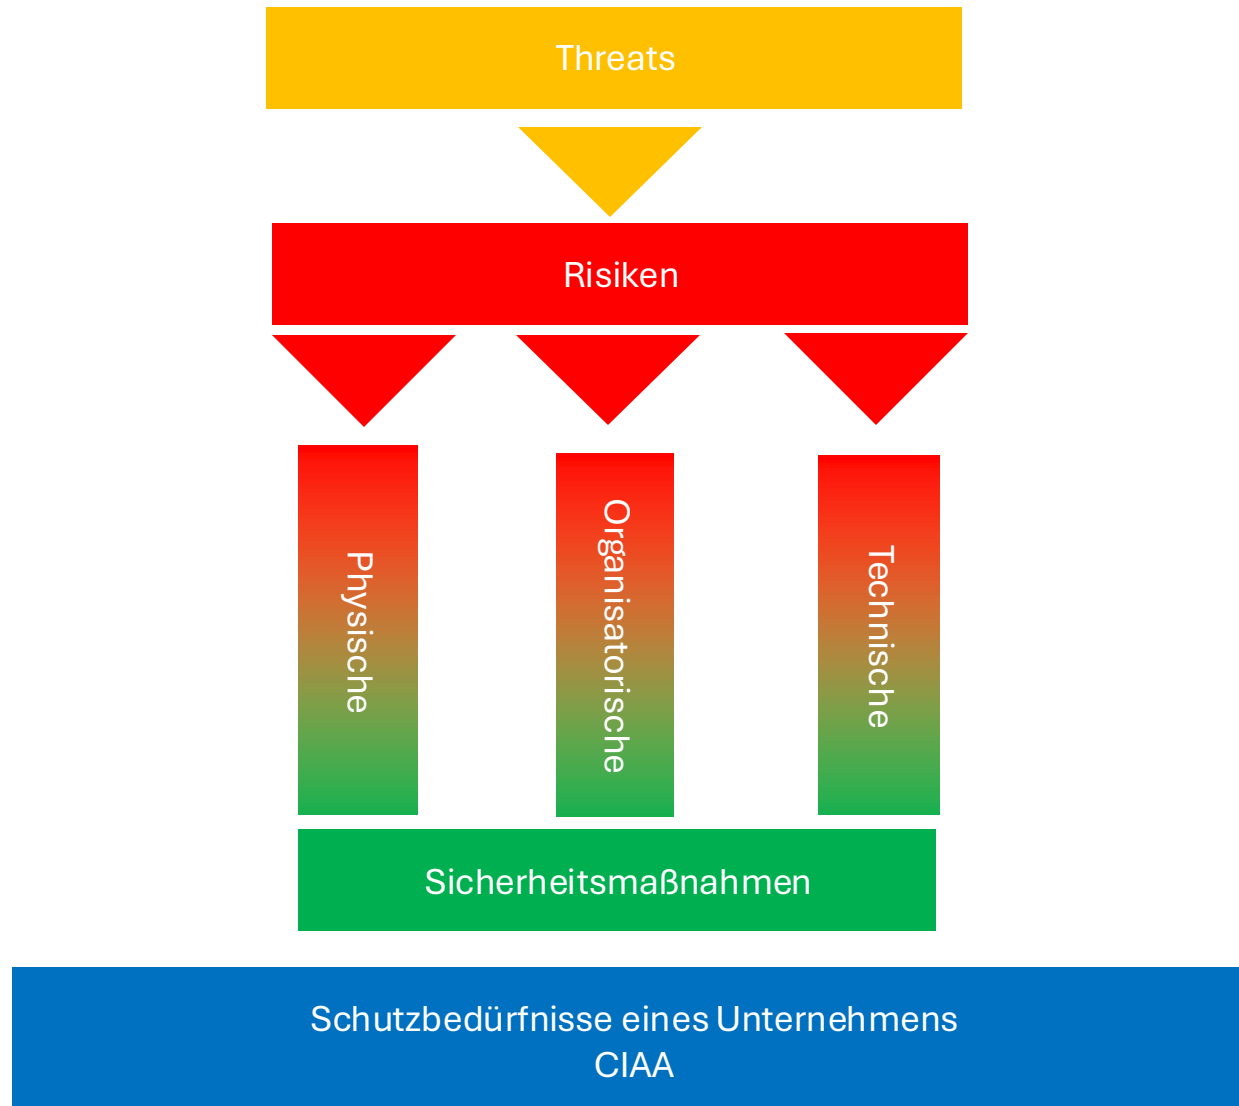 Threats
Risiken
Physische
Organisatorische
Technische
Sicherheitsmaßnahmen
Schutzbedürfnisse eines Unternehmens
CIAA